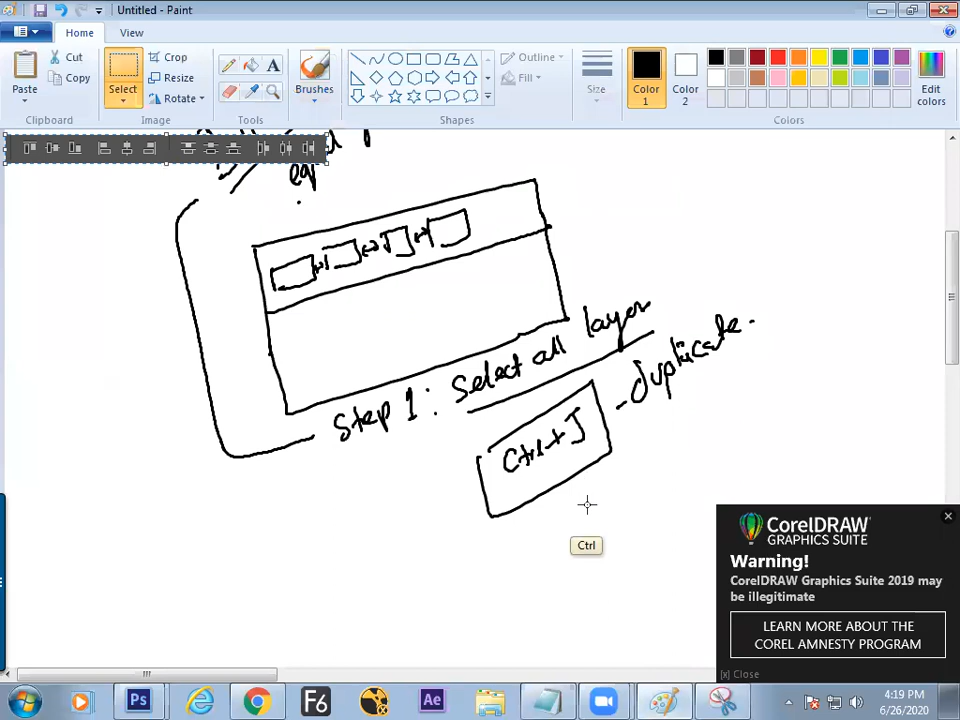 Untitled - Paint
Home
View
Paste
Cut
Copy
Clipboard
Select
Crop
Resize
Rotate
Image
A
Tools
Brushes
Shapes
Outline
Fill
Size
Color 1
Color 2
Edit colors
Colors
Step 1: Select all layer
Ctrl+J
- duplicate.
Ctrl
CorelDRAW
GRAPHICS SUITE
Warning!
CorelDRAW Graphics Suite 2019 may
be illegitimate
LEARN MORE ABOUT THE
COREL AMNESTY PROGRAM
Close
Ps
F6
Ae
4:19 PM
6/26/2020